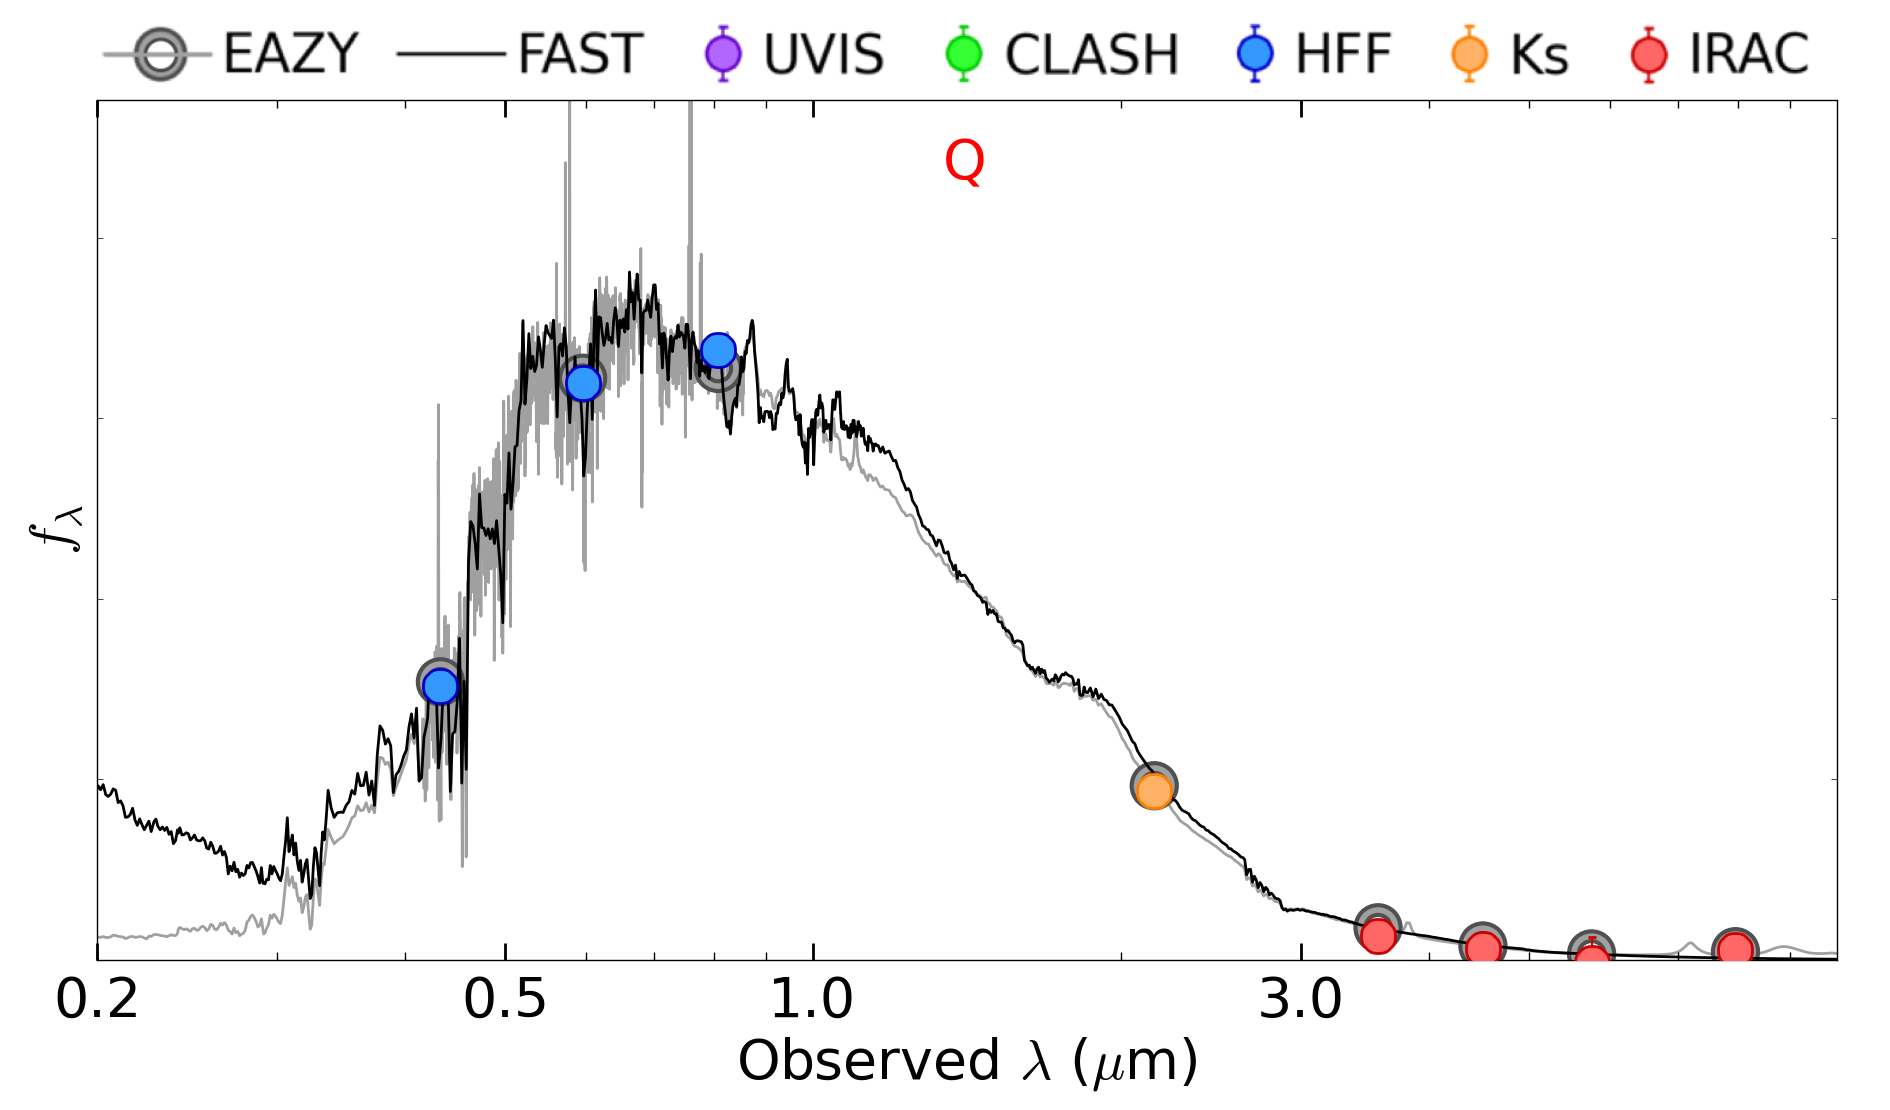 EAZY FAST UVIS CLASH HFF Ks IRAC
Q
f_λ
0.2 0.5 1.0 3.0
Observed λ (μm)